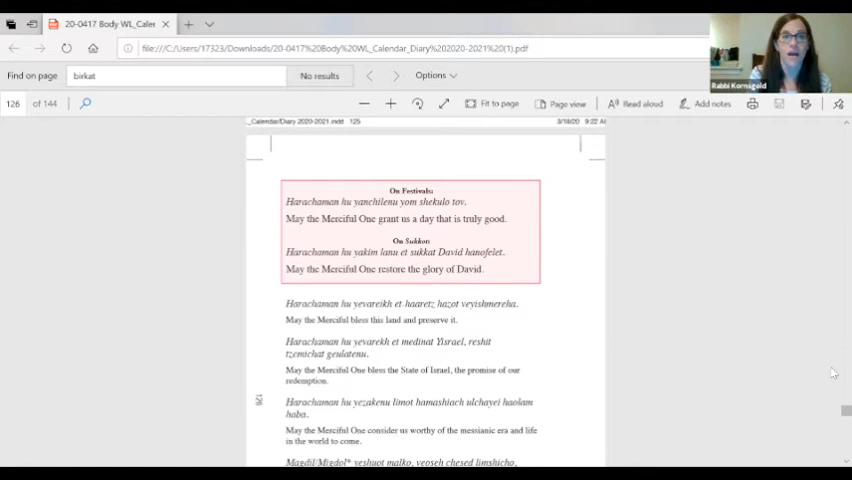 20-0417 Body WL_Calen
file:///C:/Users/17323/Downloads/20-0417%20Body%20WL_Calendar_Diary%202020-2021%20(1).pdf
Find on page
birkat
No results
Options
126 of 144
Fit to page
Page view
Read aloud
Add notes
Rabbi Kornsgold
_Calendar/Diary 2020-2021.indd 125
3/18/20 9:22 A
On Festivals:
Harachaman hu yanchilenu yom shekulo tov.
May the Merciful One grant us a day that is truly good.
On Sukkot:
Harachaman hu yakim lanu et sukkat David hanofelet.
May the Merciful One restore the glory of David.
Harachaman hu yevareikh et haaretz hazot veyishmereha.
May the Merciful bless this land and preserve it.
Harachaman hu yevarekh et medinat Yisrael, reshit
tzemichat geulatenu.
May the Merciful One bless the State of Israel, the promise of our
redemption.
126
Harachaman hu yezakenu limot hamashiach ulchayei haolam
haba.
May the Merciful One consider us worthy of the messianic era and life
in the world to come.
Magdil/Migdol* yeshuot malko, veoseh chesed limshicho,